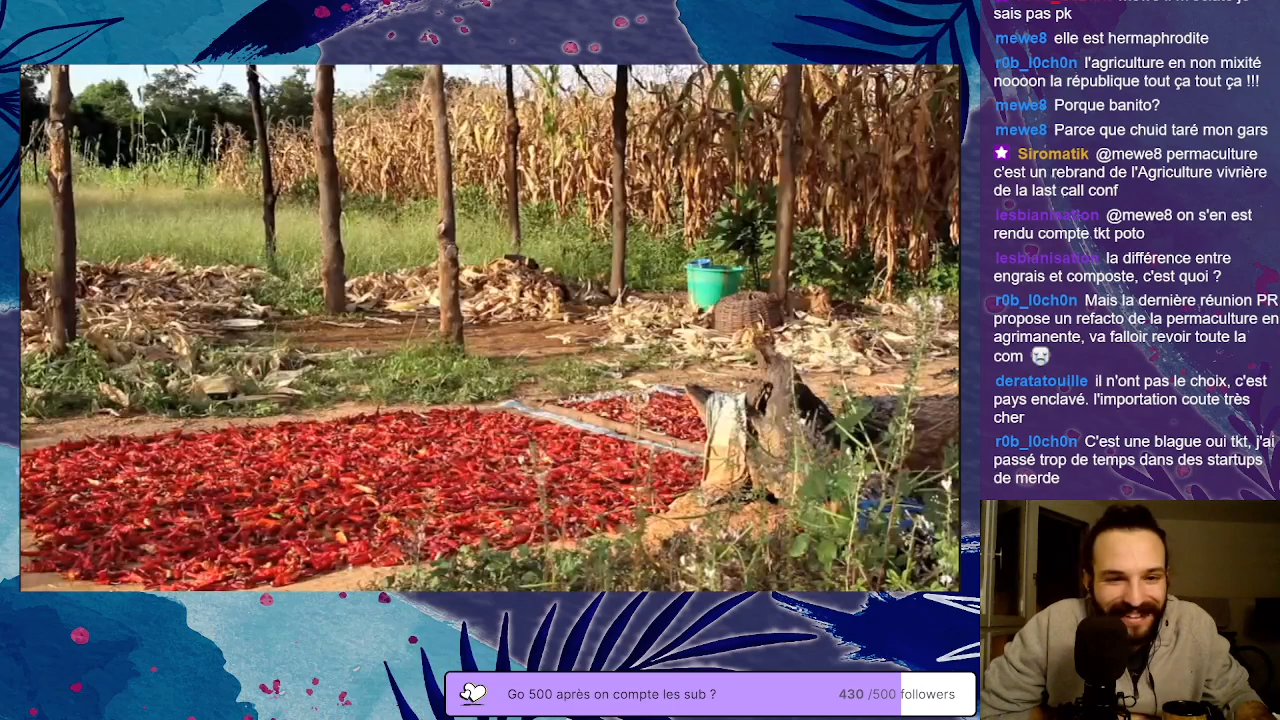 sais pas pk
mewe8 elle est hermaphrodite
r0b_l0ch0n l'agriculture en non mixité
noooon la république tout ça tout ça !!!
mewe8 Porque banito?
mewe8 Parce que chuid taré mon gars
Siromatik @mewe8 permaculture
c'est un rebrand de l'Agriculture vivrière
de la last call conf
lesbianisation @mewe8 on s'en est
rendu compte tkt poto
lesbianisation la différence entre
engrais et composte, c'est quoi ?
r0b_l0ch0n Mais la dernière réunion PR
propose un refacto de la permaculture en
agrimanente, va falloir revoir toute la
com
deratatouille il n'ont pas le choix, c'est
pays enclavé. l'importation coute très
cher
r0b_l0ch0n C'est une blague oui tkt, j'ai
passé trop de temps dans des startups
de merde
Go 500 après on compte les sub ? 430 /500 followers